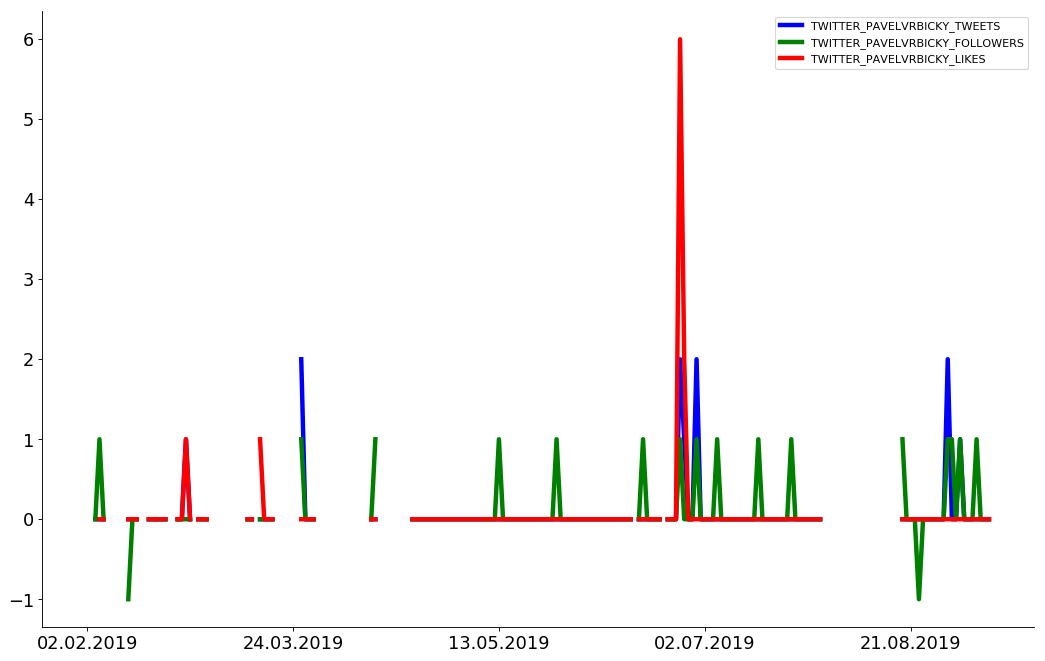 TWITTER_PAVELVRBICKY_TWEETS
TWITTER_PAVELVRBICKY_FOLLOWERS
TWITTER_PAVELVRBICKY_LIKES
6
5
4
3
2
1
0
−1
02.02.2019 24.03.2019 13.05.2019 02.07.2019 21.08.2019